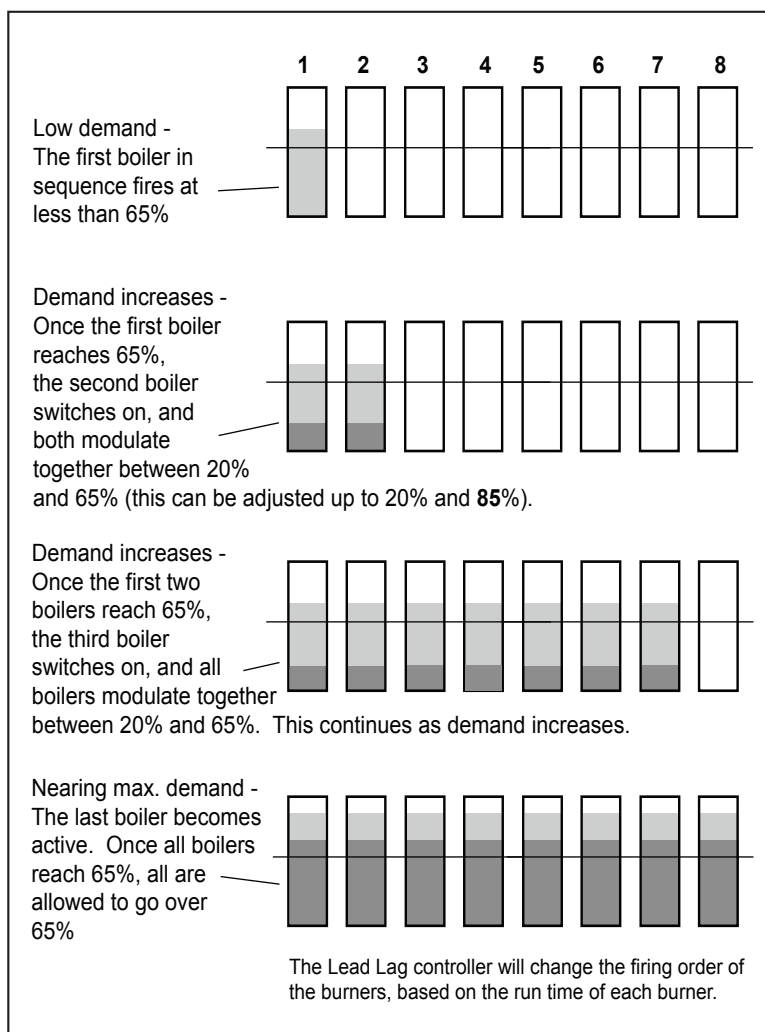 1 2 3 4 5 6 7 8
Low demand -
The first boiler in
sequence fires at
less than 65%
Demand increases -
Once the first boiler
reaches 65%,
the second boiler
switches on, and
both modulate
together between 20%
and 65% (this can be adjusted up to 20% and 85%).
Demand increases -
Once the first two
boilers reach 65%,
the third boiler
switches on, and all
boilers modulate together
between 20% and 65%.  This continues as demand increases.
Nearing max. demand -
The last boiler becomes
active.  Once all boilers
reach 65%, all are
allowed to go over
65%
The Lead Lag controller will change the firing order of
the burners, based on the run time of each burner.